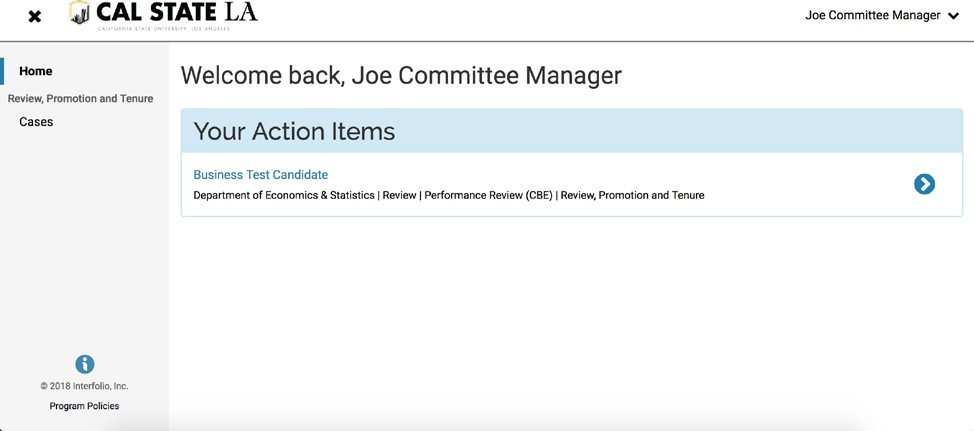 CAL STATE LA
CALIFORNIA STATE UNIVERSITY, LOS ANGELES
Joe Committee Manager
Home
Review, Promotion and Tenure
Cases
Welcome back, Joe Committee Manager
Your Action Items
Business Test Candidate
Department of Economics & Statistics | Review | Performance Review (CBE) | Review, Promotion and Tenure
© 2018 Interfolio, Inc.
Program Policies